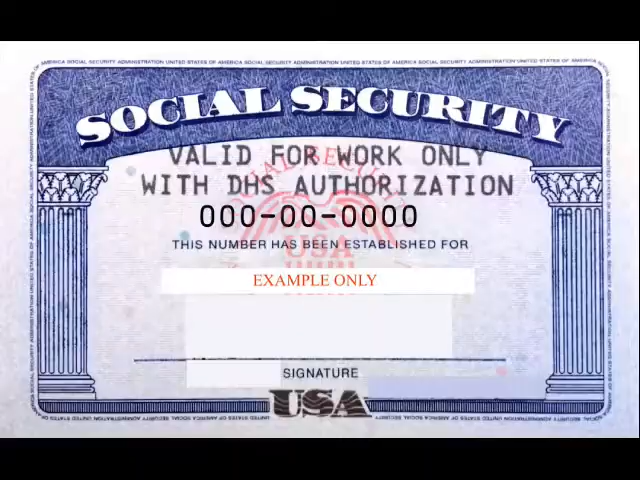 SOCIAL SECURITY
VALID FOR WORK ONLY
WITH DHS AUTHORIZATION
000-00-0000
THIS NUMBER HAS BEEN ESTABLISHED FOR
EXAMPLE ONLY
SIGNATURE
USA